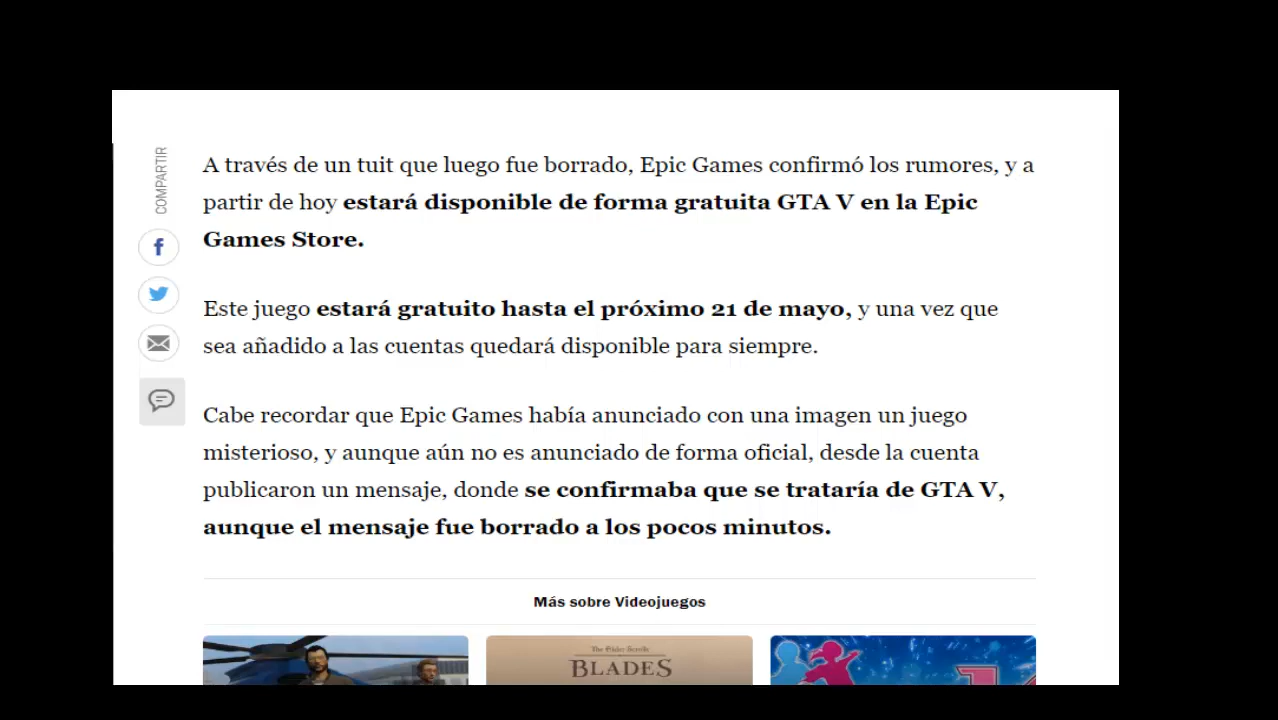 COMPARTIR
A través de un tuit que luego fue borrado, Epic Games confirmó los rumores, y a
partir de hoy estará disponible de forma gratuita GTA V en la Epic
Games Store.
Este juego estará gratuito hasta el próximo 21 de mayo, y una vez que
sea añadido a las cuentas quedará disponible para siempre.
Cabe recordar que Epic Games había anunciado con una imagen un juego
misterioso, y aunque aún no es anunciado de forma oficial, desde la cuenta
publicaron un mensaje, donde se confirmaba que se trataría de GTA V,
aunque el mensaje fue borrado a los pocos minutos.
Más sobre Videojuegos
The Elder Scrolls
BLADES